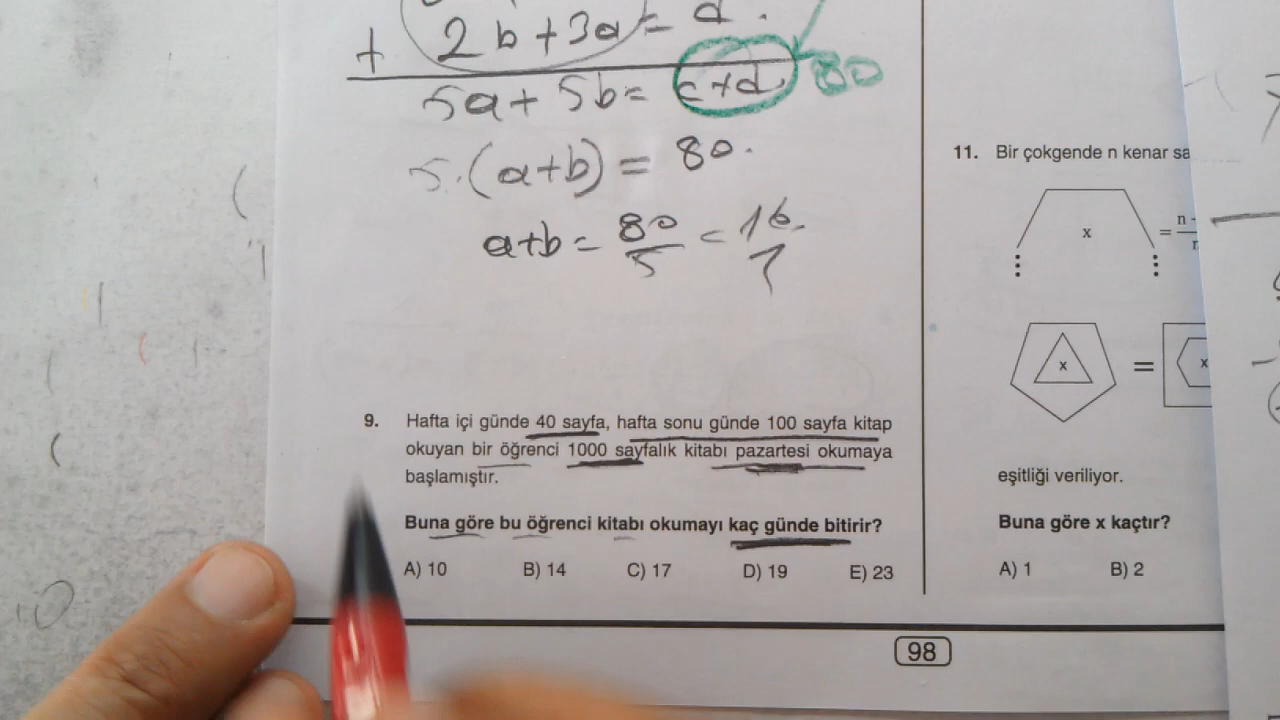 + 2b+3a = d.
5a+ 5b = c+d 80
5.(a+b) = 80.
a+b = 80/5 = 16.
9. Hafta içi günde 40 sayfa, hafta sonu günde 100 sayfa kitap
okuyan bir öğrenci 1000 sayfalık kitabı pazartesi okumaya
başlamıştır.
Buna göre bu öğrenci kitabı okumayı kaç günde bitirir?
A) 10 B) 14 C) 17 D) 19 E) 23
11. Bir çokgende n kenar sa
x = n -
x = x
eşitliği veriliyor.
Buna göre x kaçtır?
A) 1 B) 2
98